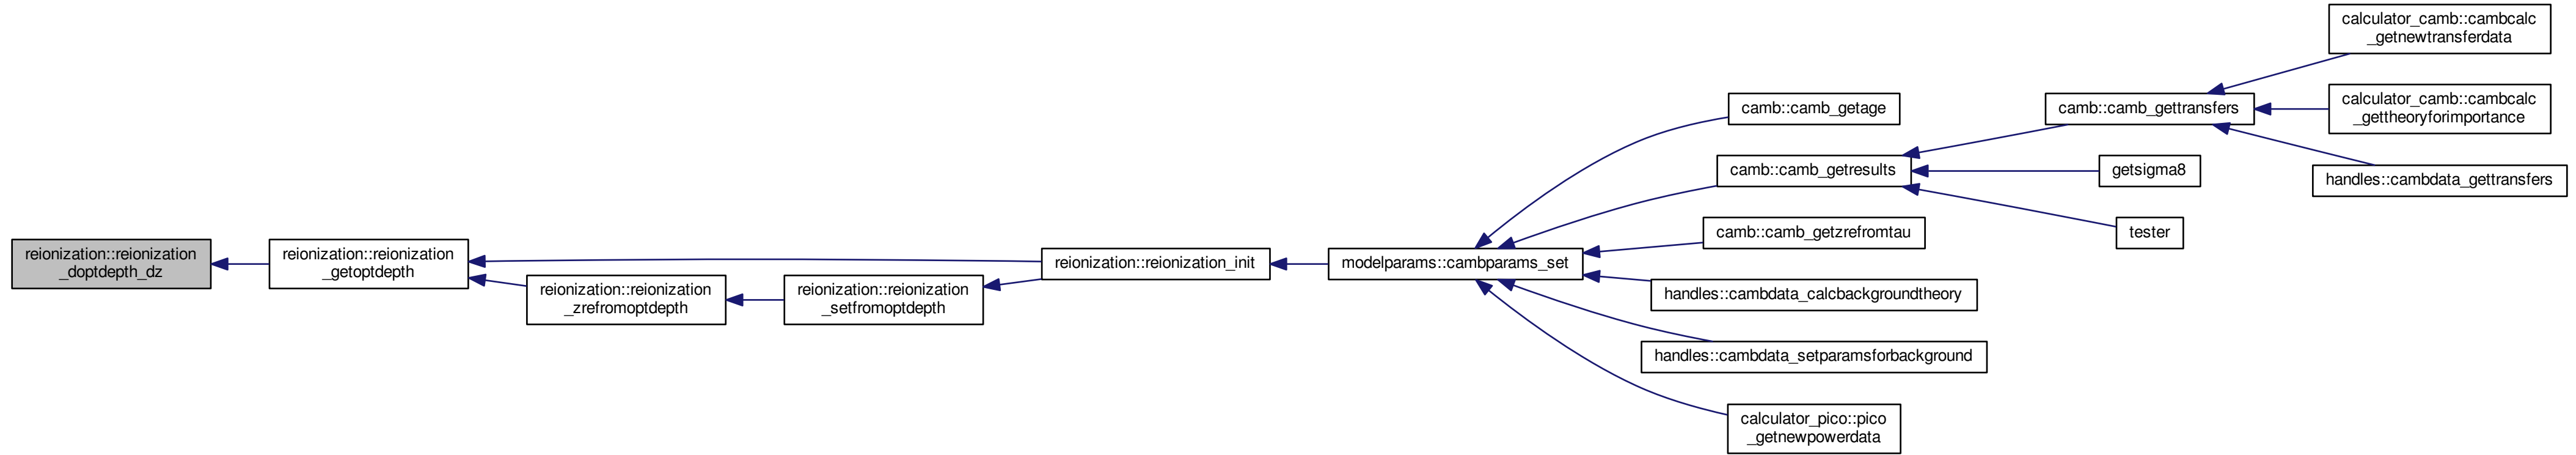 reionization::reionization
_doptdepth_dz
reionization::reionization
_getoptdepth
reionization::reionization
_zrefromoptdepth
reionization::reionization
_setfromoptdepth
reionization::reionization_init
modelparams::cambparams_set
camb::camb_getage
camb::camb_getresults
camb::camb_getzrefromtau
handles::cambdata_calcbackgroundtheory
handles::cambdata_setparamsforbackground
calculator_pico::pico
_getnewpowerdata
camb::camb_gettransfers
getsigma8
tester
calculator_camb::cambcalc
_getnewtransferdata
calculator_camb::cambcalc
_gettheoryforimportance
handles::cambdata_gettransfers